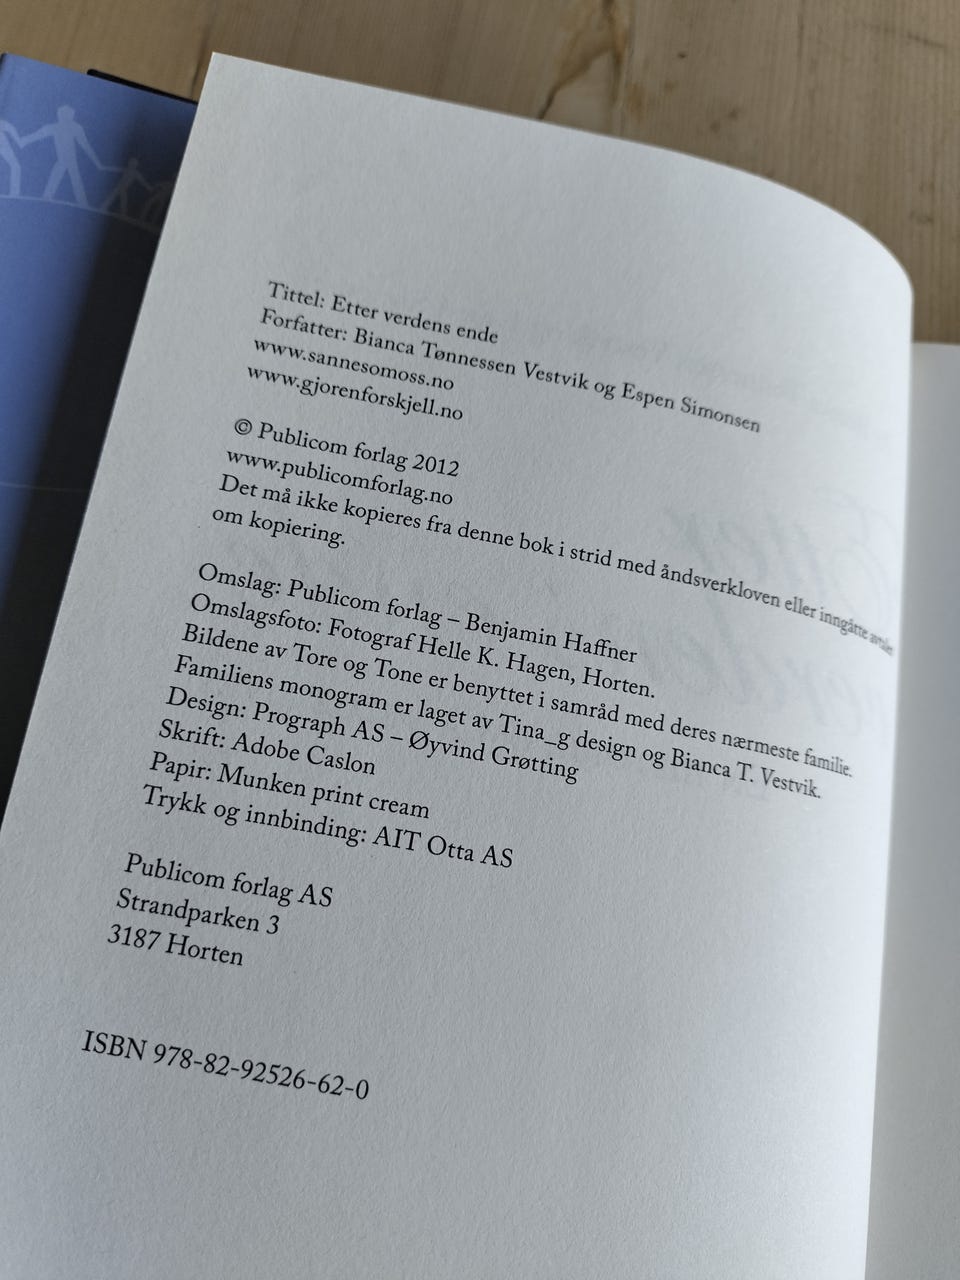 Tittel: Etter verdens ende
Forfatter: Bianca Tønnessen Vestvik og Espen Simonsen
www.sannesomoss.no
www.gjorenforskjell.no
© Publicom forlag 2012
www.publicomforlag.no
Det må ikke kopieres fra denne bok i strid med åndsverkloven eller inngåtte avtaler
om kopiering.
Omslag: Publicom forlag – Benjamin Haffner
Omslagsfoto: Fotograf Helle K. Hagen, Horten.
Bildene av Tore og Tone er benyttet i samråd med deres nærmeste familie.
Familiens monogram er laget av Tina_g design og Bianca T. Vestvik.
Design: Prograph AS – Øyvind Grøtting
Skrift: Adobe Caslon
Papir: Munken print cream
Trykk og innbinding: AIT Otta AS
Publicom forlag AS
Strandparken 3
3187 Horten
ISBN 978-82-92526-62-0